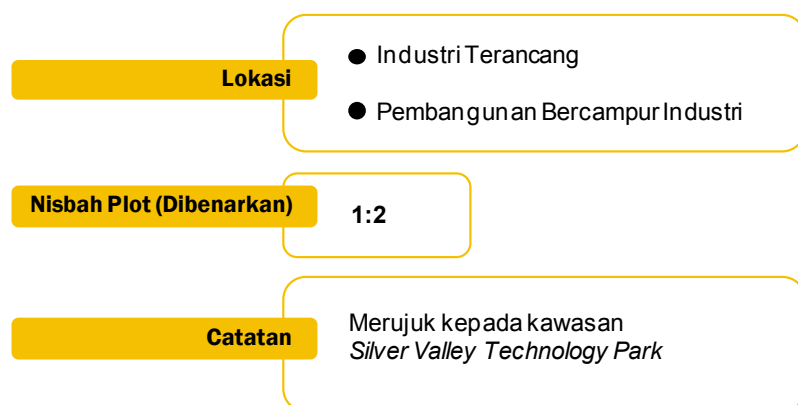 Lokasi
● Industri Terancang
● Pembangunan Bercampur Industri
Nisbah Plot (Dibenarkan)
1:2
Catatan
Merujuk kepada kawasan
Silver Valley Technology Park